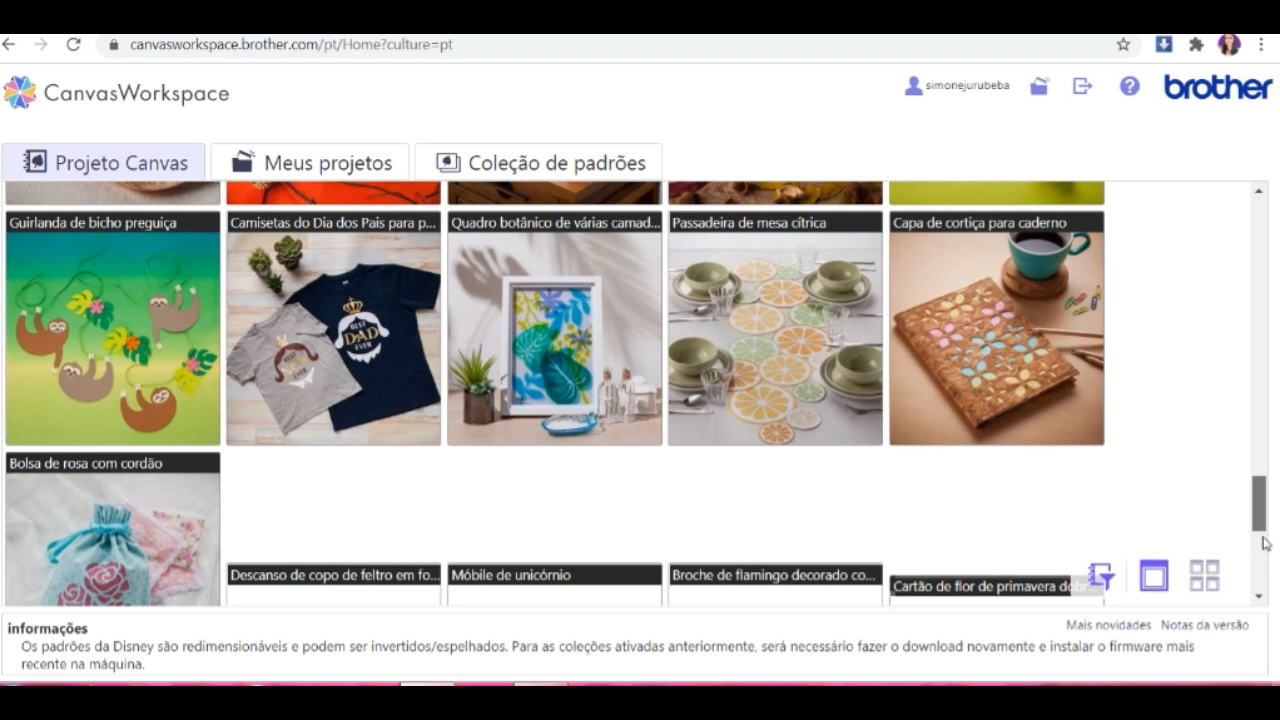 canvasworkspace.brother.com/pt/Home?culture=pt
CanvasWorkspace
simonejurubeba
brother
Projeto Canvas
Meus projetos
Coleção de padrões
Guirlanda de bicho preguiça
Camisetas do Dia dos Pais para p...
Quadro botânico de várias camad...
Passadeira de mesa cítrica
Capa de cortiça para caderno
BEST
DAD
EVER
BEST
EVER
Bolsa de rosa com cordão
Descanso de copo de feltro em fo...
Móbile de unicórnio
Broche de flamingo decorado co...
Cartão de flor de primavera dobr
informações
Mais novidades
Notas da versão
Os padrões da Disney são redimensionáveis e podem ser invertidos/espelhados. Para as coleções ativadas anteriormente, será necessário fazer o download novamente e instalar o firmware mais
recente na máquina.